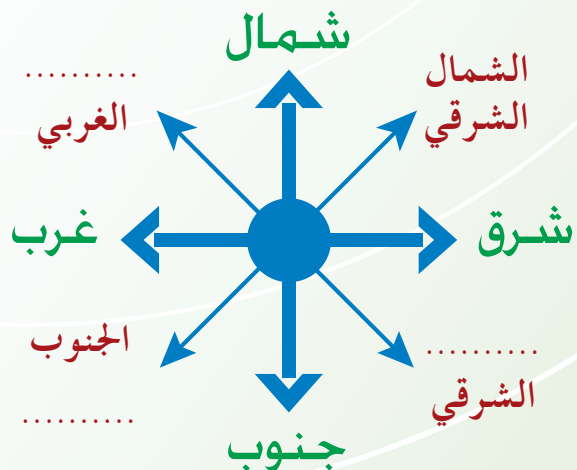 شمال
الشمال
الشرقي
..........
الغربي
شرق
غرب
..........
الشرقي
الجنوب
..........
جنوب